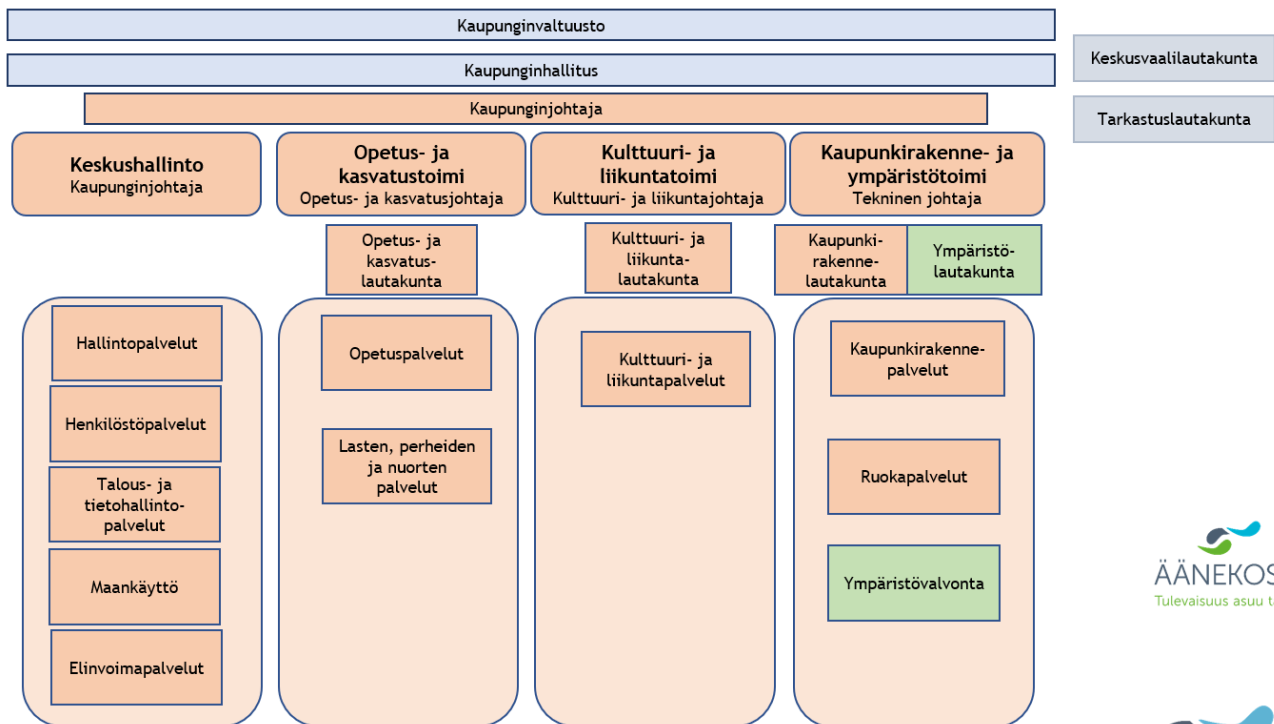 Kaupunginvaltuusto
Kaupunginhallitus
Kaupunginjohtaja
Keskusvaalilautakunta
Tarkastuslautakunta
Keskushallinto
Kaupunginjohtaja
Opetus- ja
kasvatustoimi
Opetus- ja kasvatusjohtaja
Kulttuuri- ja
liikuntatoimi
Kulttuuri- ja liikuntajohtaja
Kaupunkirakenne- ja
ympäristötoimi
Tekninen johtaja
Opetus- ja
kasvatus-
lautakunta
Kulttuuri- ja
liikunta-
lautakunta
Kaupunki-
rakenne-
lautakunta
Ympäristö-
lautakunta
Hallintopalvelut
Henkilöstöpalvelut
Talous- ja
tietohallinto-
palvelut
Maankäyttö
Elinvoimapalvelut
Opetuspalvelut
Lasten, perheiden
ja nuorten
palvelut
Kulttuuri- ja
liikuntapalvelut
Kaupunkirakenne-
palvelut
Ruokapalvelut
Ympäristövalvonta
ÄÄNEKOS
Tulevaisuus asuu t